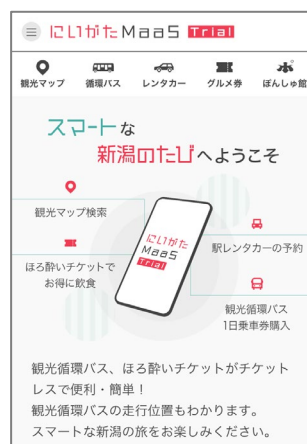 にいがた MaaS Trial
観光マップ 循環バス レンタカー グルメ券 ぽんしゅ館
スマートな
新潟のたびへようこそ
観光マップ検索
ほろ酔いチケットで
お得に飲食
にいがた
MaaS
Trial
駅レンタカーの予約
観光循環バス
1日乗車券購入
観光循環バス、ほろ酔いチケットがチケット
レスで便利・簡単！
観光循環バスの走行位置もわかります。
スマートな新潟の旅をお楽しみください。